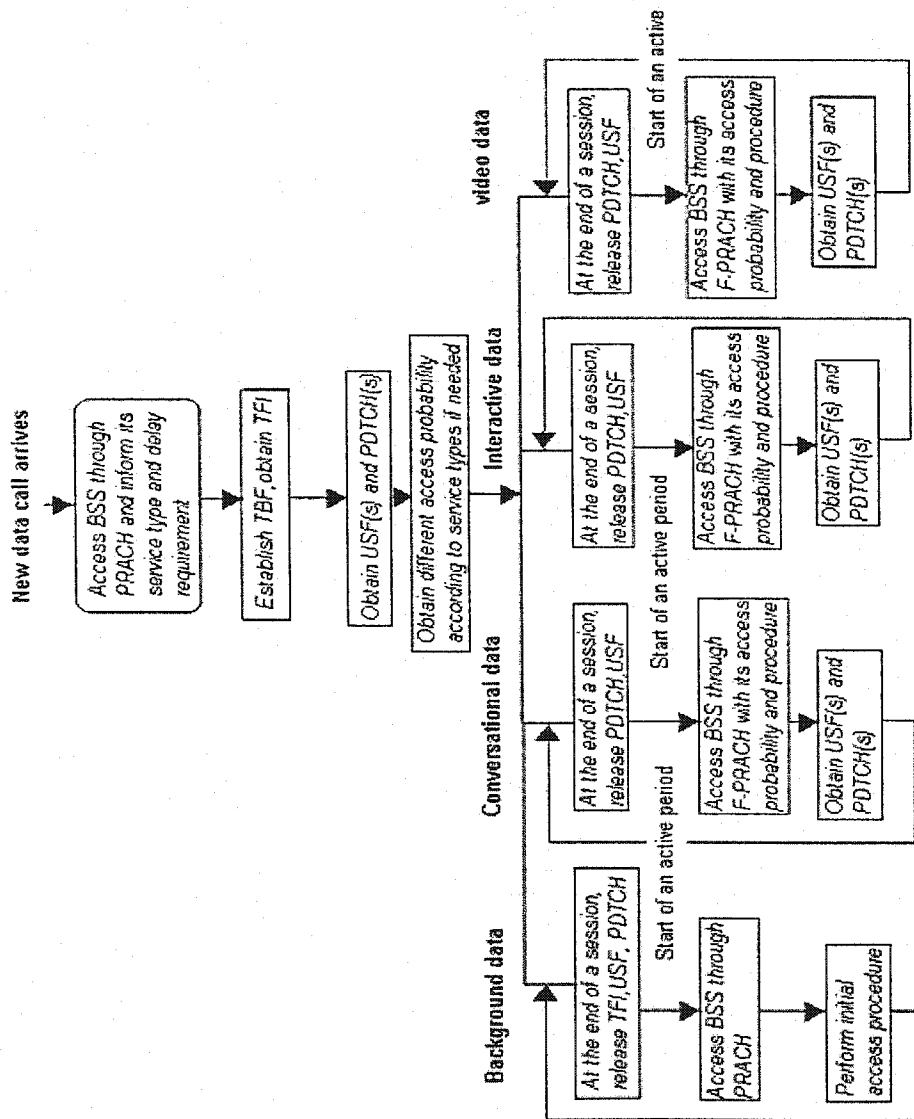 New data call arrives
Access BSS through
PRACH and inform its
service type and delay
requirement
Establish TBF, obtain TFI
Obtain USF(s) and PDTCH(s)
Obtain different access probability
according to service types if needed
Background data
At the end of a session,
release TFI,USF, PDTCH
Start of an active period
Access BSS through
PRACH
Perform initial
access procedure
Conversational data
At the end of a session,
release PDTCH,USF
Start of an active period
Access BSS through
F-PRACH with its access
probability and procedure
Obtain USF(s) and
PDTCH(s)
Interactive data
At the end of a session,
release PDTCH,USF
Start of an active
Access BSS through
F-PRACH with its access
probability and procedure
Obtain USF(s) and
PDTCH(s)
video data
At the end of a session,
release PDTCH,USF
Access BSS through
F-PRACH with its access
probability and procedure
Obtain USF(s) and
PDTCH(s)